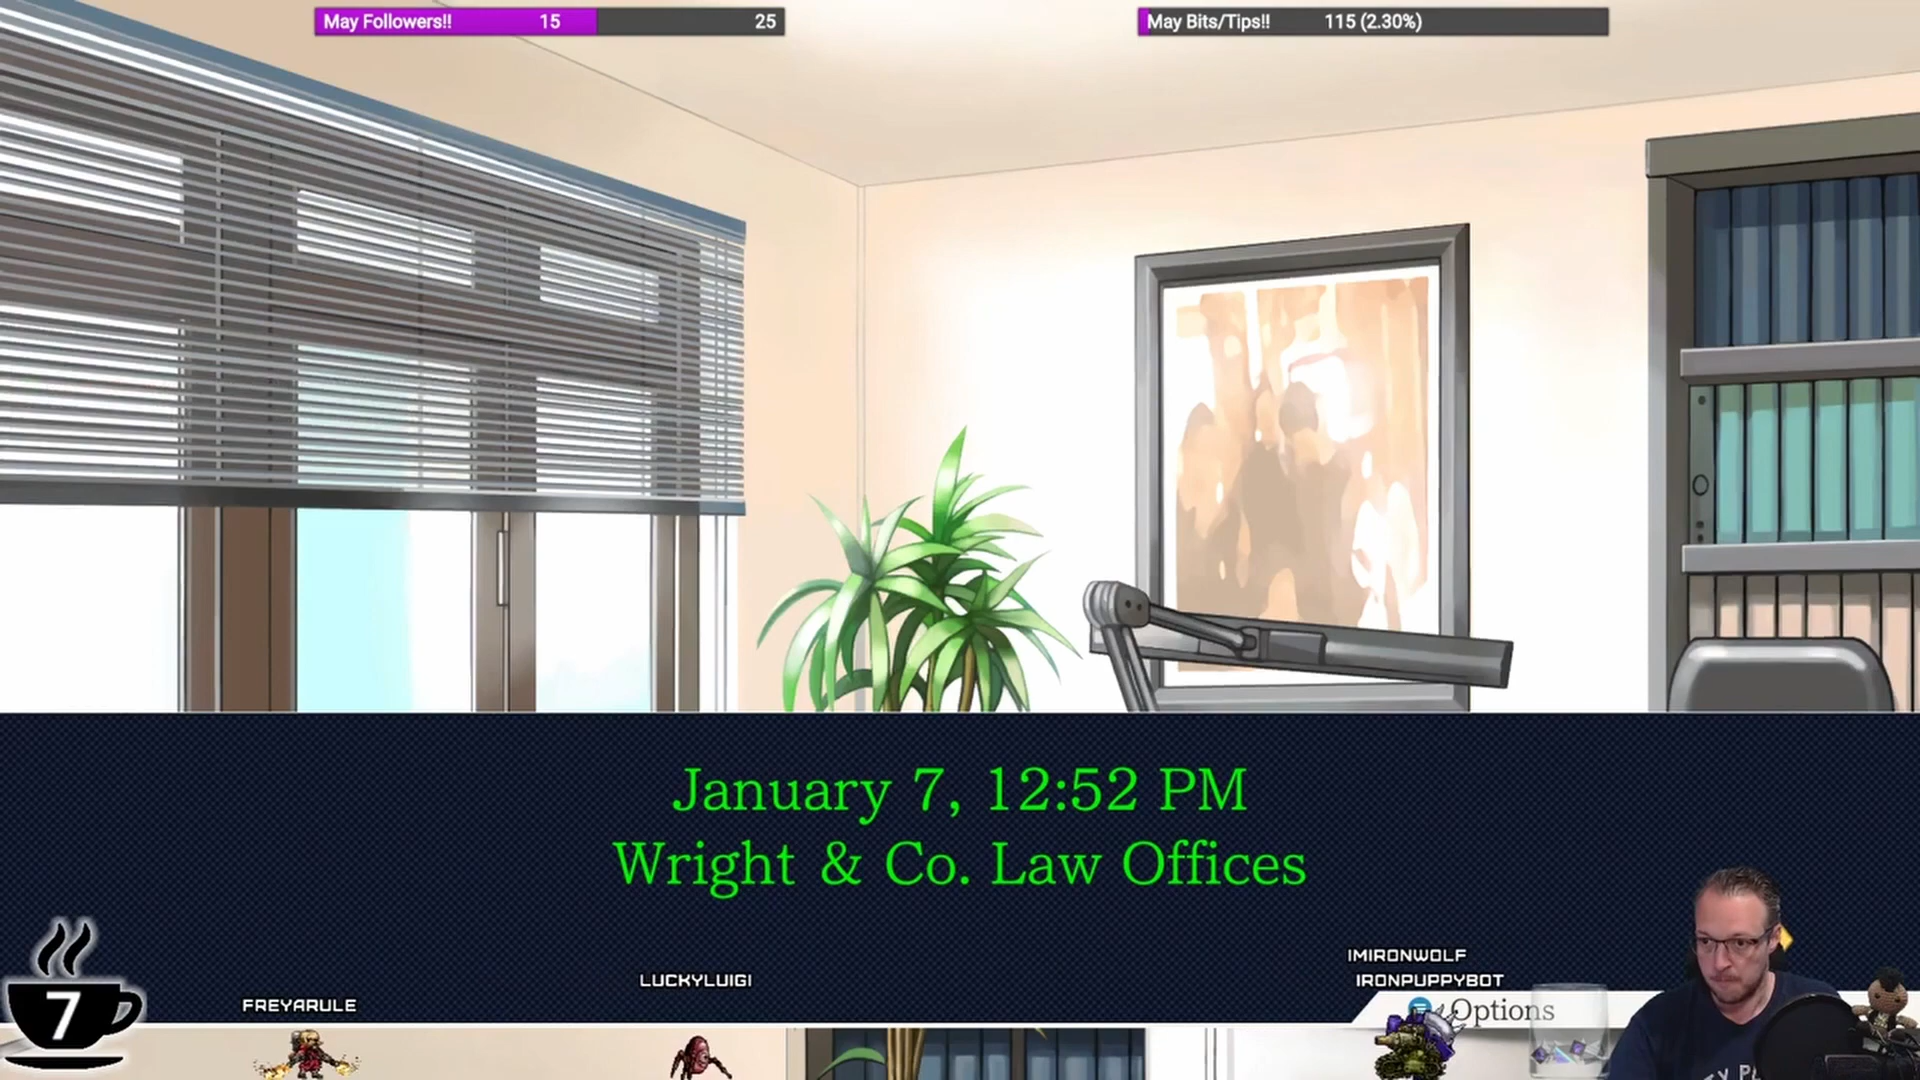 May Followers!! 15 25
May Bits/Tips!! 115 (2.30%)
January 7, 12:52 PM
Wright & Co. Law Offices
IMIRONWOLF
LUCKYLUIGI
IRONPUPPYBOT
FREYARULE
7
Options